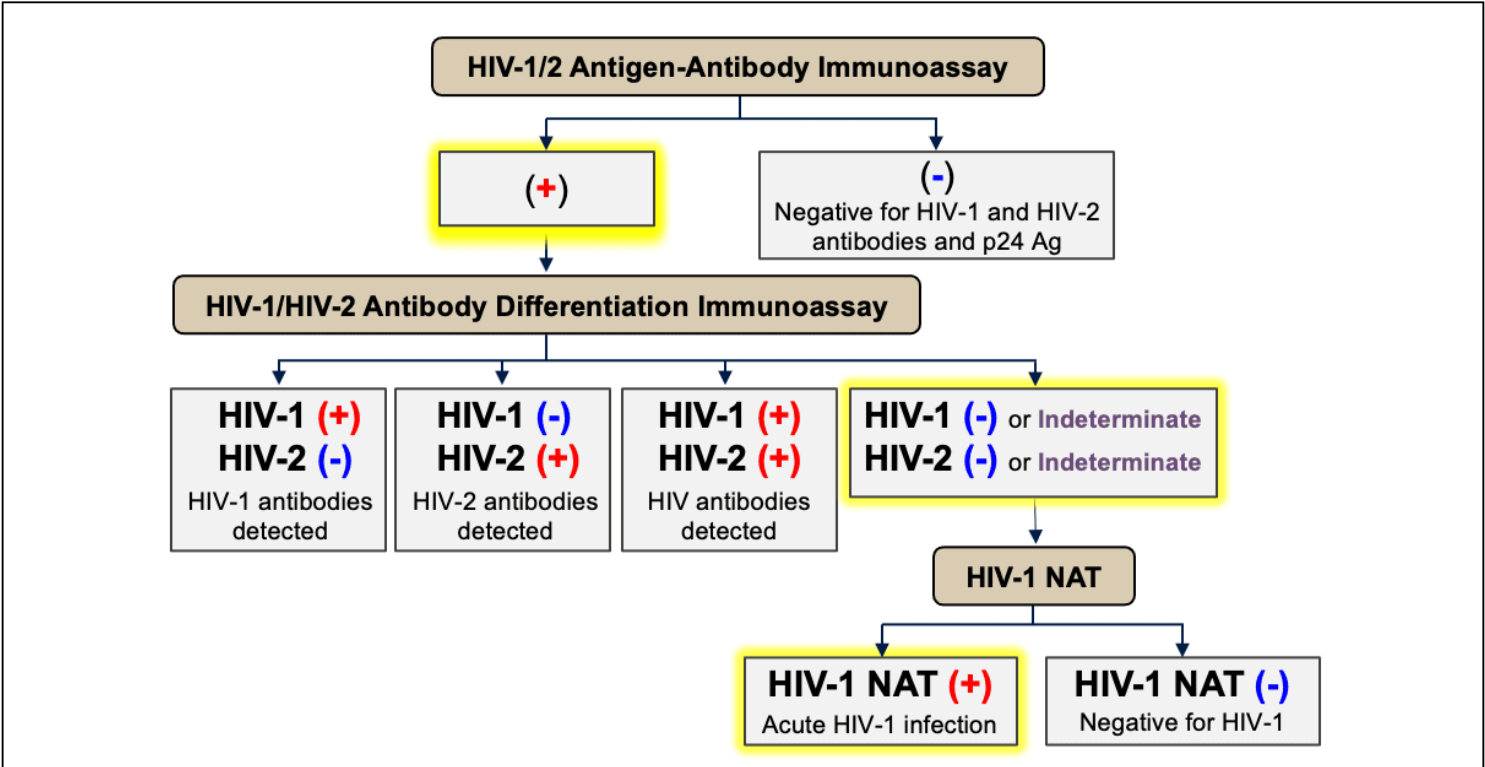 HIV-1/2 Antigen-Antibody Immunoassay
(+)
(-)
Negative for HIV-1 and HIV-2
antibodies and p24 Ag
HIV-1/HIV-2 Antibody Differentiation Immunoassay
HIV-1 (+)
HIV-2 (-)
HIV-1 antibodies
detected
HIV-1 (-)
HIV-2 (+)
HIV-2 antibodies
detected
HIV-1 (+)
HIV-2 (+)
HIV antibodies
detected
HIV-1 (-) or Indeterminate
HIV-2 (-) or Indeterminate
HIV-1 NAT
HIV-1 NAT (+)
Acute HIV-1 infection
HIV-1 NAT (-)
Negative for HIV-1